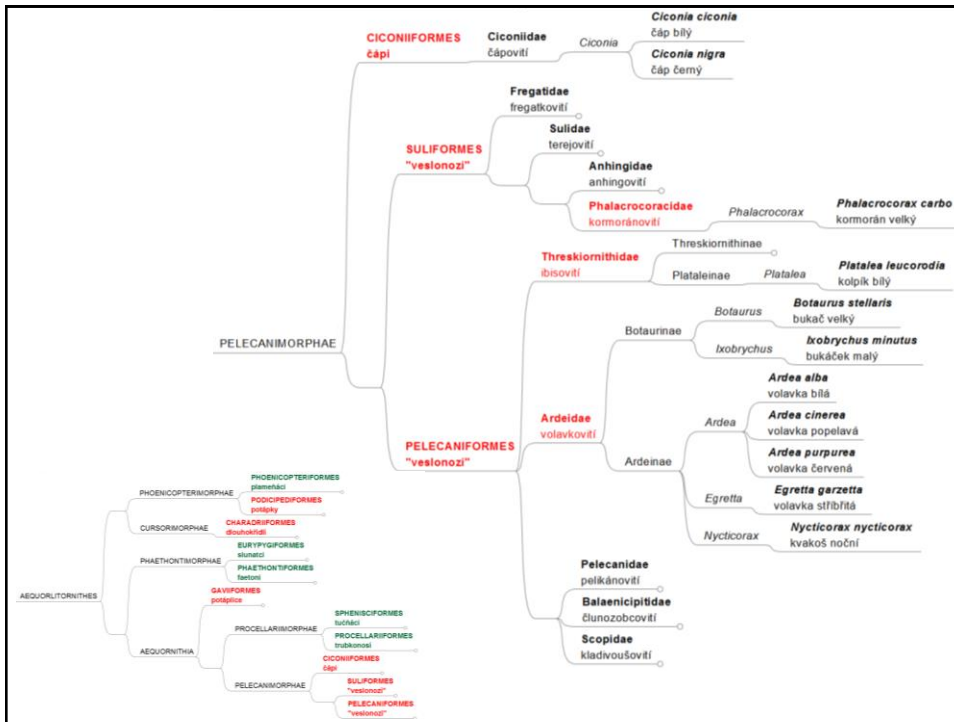 PELECANIMORPHAE
CICONIIFORMES
čápi
Ciconiidae
čápovití
Ciconia
Ciconia ciconia
čáp bílý
Ciconia nigra
čáp černý
SULIFORMES
"veslonozí"
Fregatidae
fregatkovití
Sulidae
terejovití
Anhingidae
anhingovití
Phalacrocoracidae
kormoránovití
Phalacrocorax
Phalacrocorax carbo
kormorán velký
PELECANIFORMES
"veslonozí"
Threskiornithidae
ibisovití
Threskiornithinae
Plataleinae
Platalea
Platalea leucorodia
kolpík bílý
Ardeidae
volavkovití
Botaurinae
Botaurus
Botaurus stellaris
bukač velký
Ixobrychus
Ixobrychus minutus
bukáček malý
Ardeinae
Ardea
Ardea alba
volavka bílá
Ardea cinerea
volavka popelavá
Ardea purpurea
volavka červená
Egretta
Egretta garzetta
volavka stříbřitá
Nycticorax
Nycticorax nycticorax
kvakoš noční
Pelecanidae
pelikánovití
Balaenicipitidae
člunozobcovití
Scopidae
kladivoušovití
AEQUORLITORNITHES
PHOENICOPTERIMORPHAE
PHOENICOPTERIFORMES
plameňáci
PODICIPEDIFORMES
potápky
CURSORIMORPHAE
CHARADRIIFORMES
dlouhokřídlí
PHAETHONTIMORPHAE
EURYPYGIFORMES
slunatci
PHAETHONTIFORMES
faetoni
AEQUORNITHIA
GAVIIFORMES
potáplice
PROCELLARIIMORPHAE
SPHENISCIFORMES
tučňáci
PROCELLARIIFORMES
trubkonosí
PELECANIMORPHAE
CICONIIFORMES
čápi
SULIFORMES
"veslonozí"
PELECANIFORMES
"veslonozí"